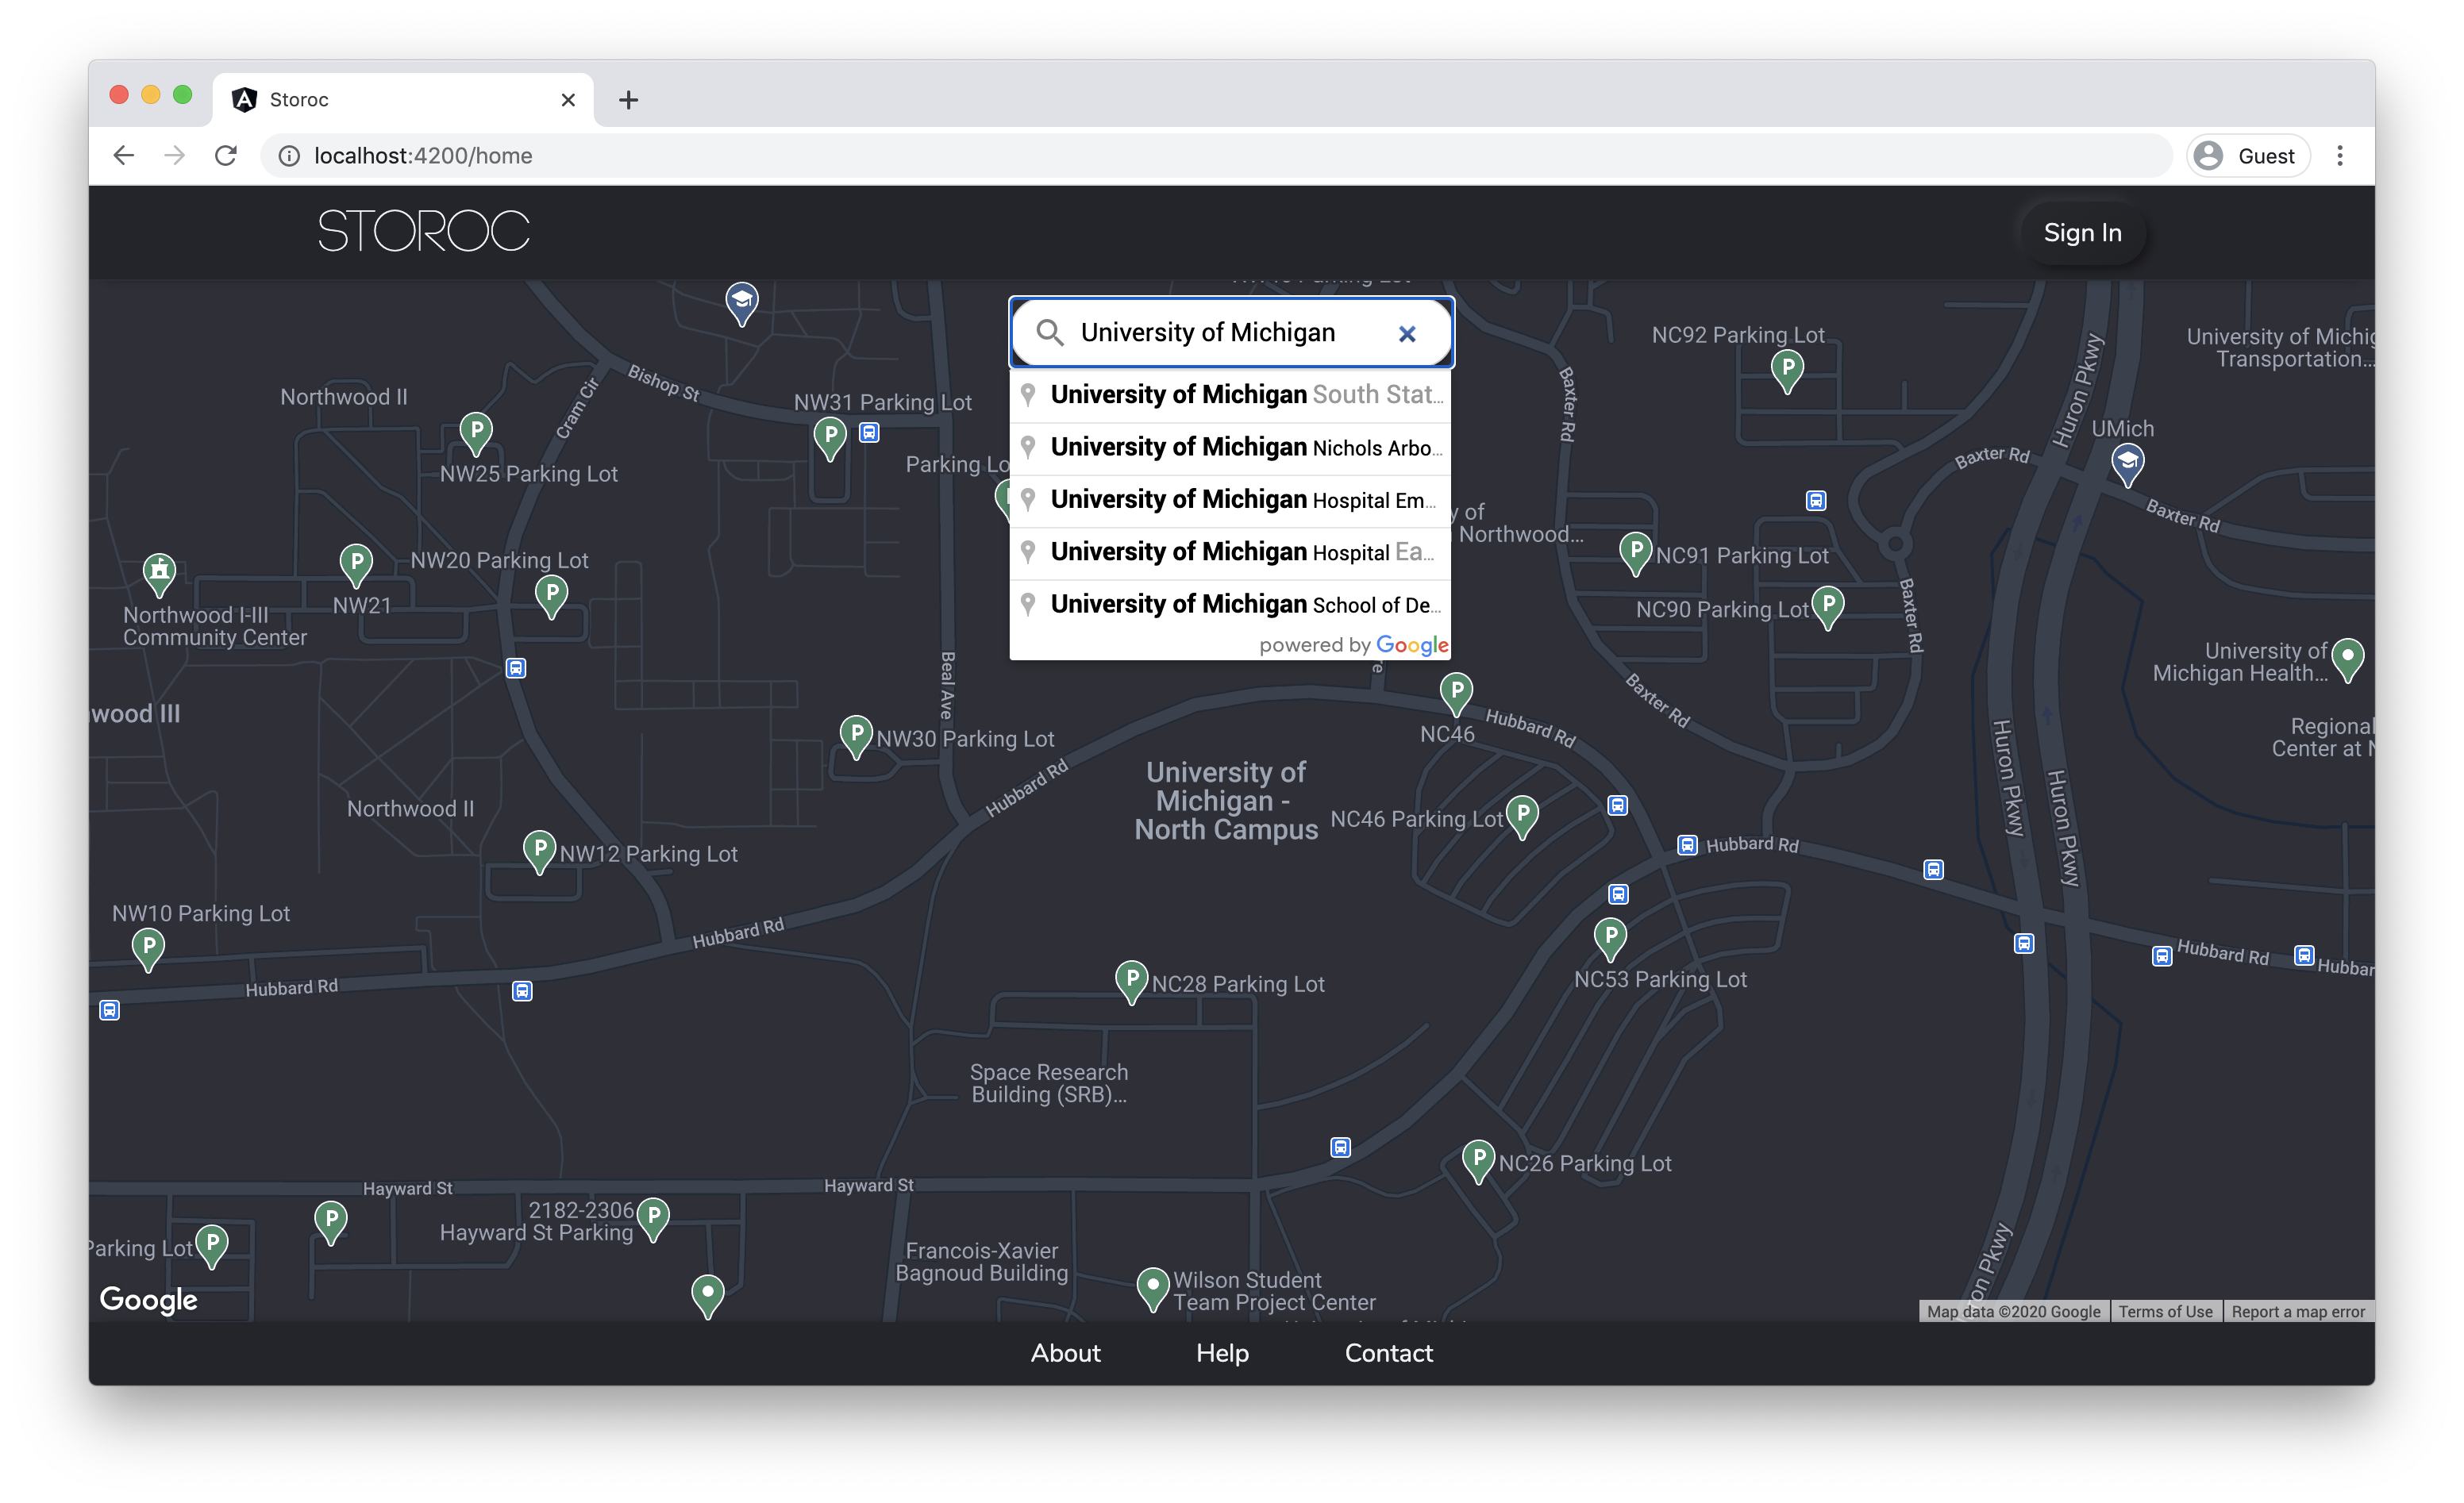 Storoc
localhost:4200/home
Guest
STOROC
Sign In
University of Michigan
University of Michigan South Stat...
University of Michigan Nichols Arbo...
University of Michigan Hospital Em...
University of Michigan Hospital Ea...
University of Michigan School of De...
powered by Google
NC92 Parking Lot
University of Michig
Transportation...
Northwood II
Bishop St
Cram Cir
NW31 Parking Lot
Baxter Rd
Huron Pkwy
UMich
NW25 Parking Lot
Parking Lo
Baxter Rd
Baxter Rd
y of
Northwood...
NW20 Parking Lot
NC91 Parking Lot
NW21
Northwood I-III
Community Center
NC90 Parking Lot
Baxter Rd
University of
Michigan Health...
Beal Ave
wood III
Baxter Rd
Hubbard Rd
NC46
NW30 Parking Lot
Regional
Center at N
Huron Pkwy
Huron Pkwy
Hubbard Rd
University of
Michigan -
North Campus
Northwood II
NC46 Parking Lot
Hubbard Rd
NW12 Parking Lot
NW10 Parking Lot
Hubbard Rd
Hubbard Rd
Hubbar
Hubbard Rd
NC28 Parking Lot
NC53 Parking Lot
Space Research
Building (SRB)...
NC26 Parking Lot
Hayward St
Hayward St
2182-2306
Hayward St Parking
Parking Lot
Francois-Xavier
Bagnoud Building
Wilson Student
Team Project Center
Google
ron Pkwy
Map data ©2020 Google
Terms of Use
Report a map error
About
Help
Contact